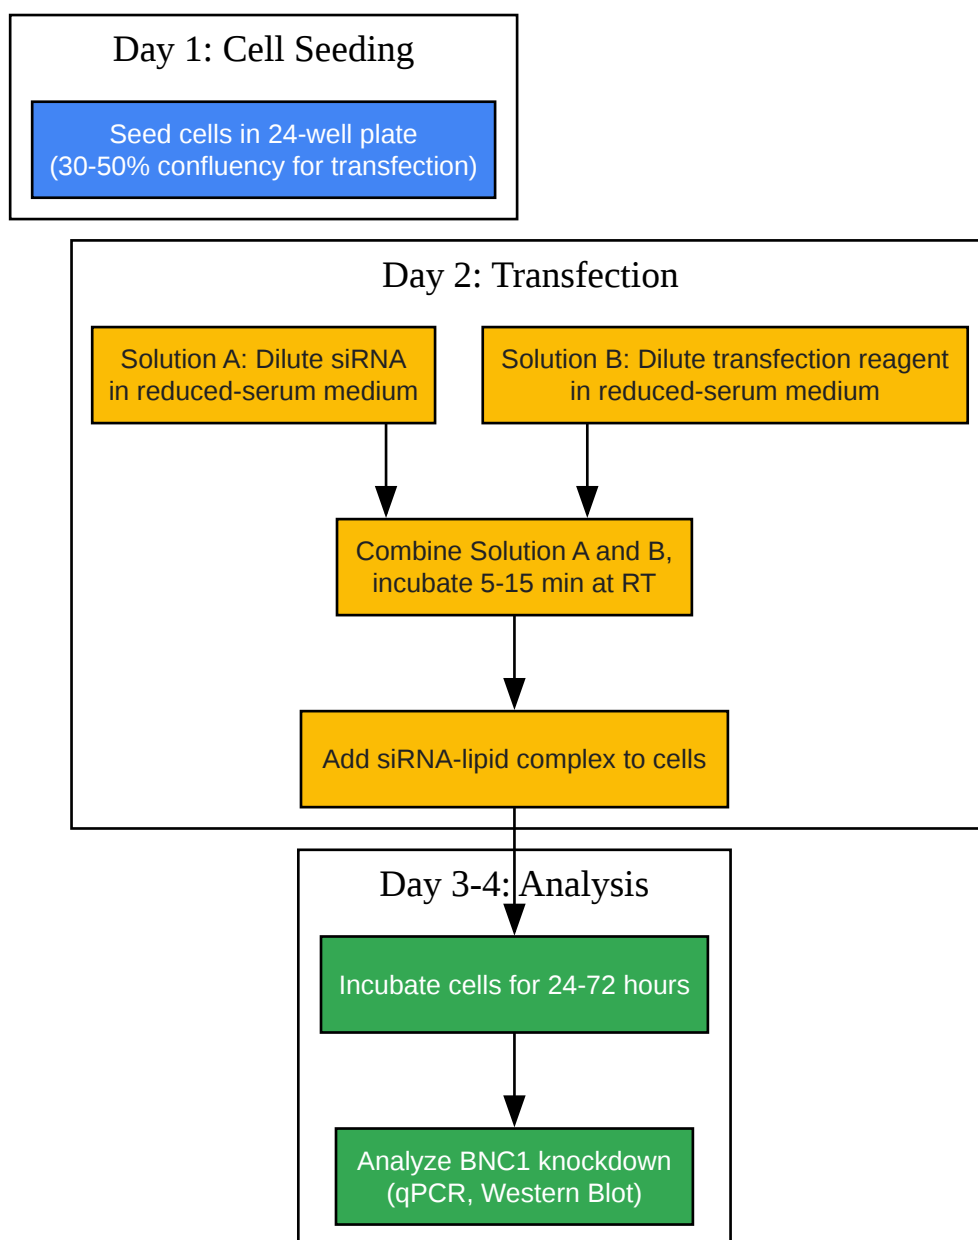 Day 1: Cell Seeding
Seed cells in 24-well plate
(30-50% confluency for transfection)
Day 2: Transfection
Solution A: Dilute siRNA
in reduced-serum medium
Solution B: Dilute transfection reagent
in reduced-serum medium
Combine Solution A and B,
incubate 5-15 min at RT
Add siRNA-lipid complex to cells
Day 3-4: Analysis
Incubate cells for 24-72 hours
Analyze BNC1 knockdown
(qPCR, Western Blot)